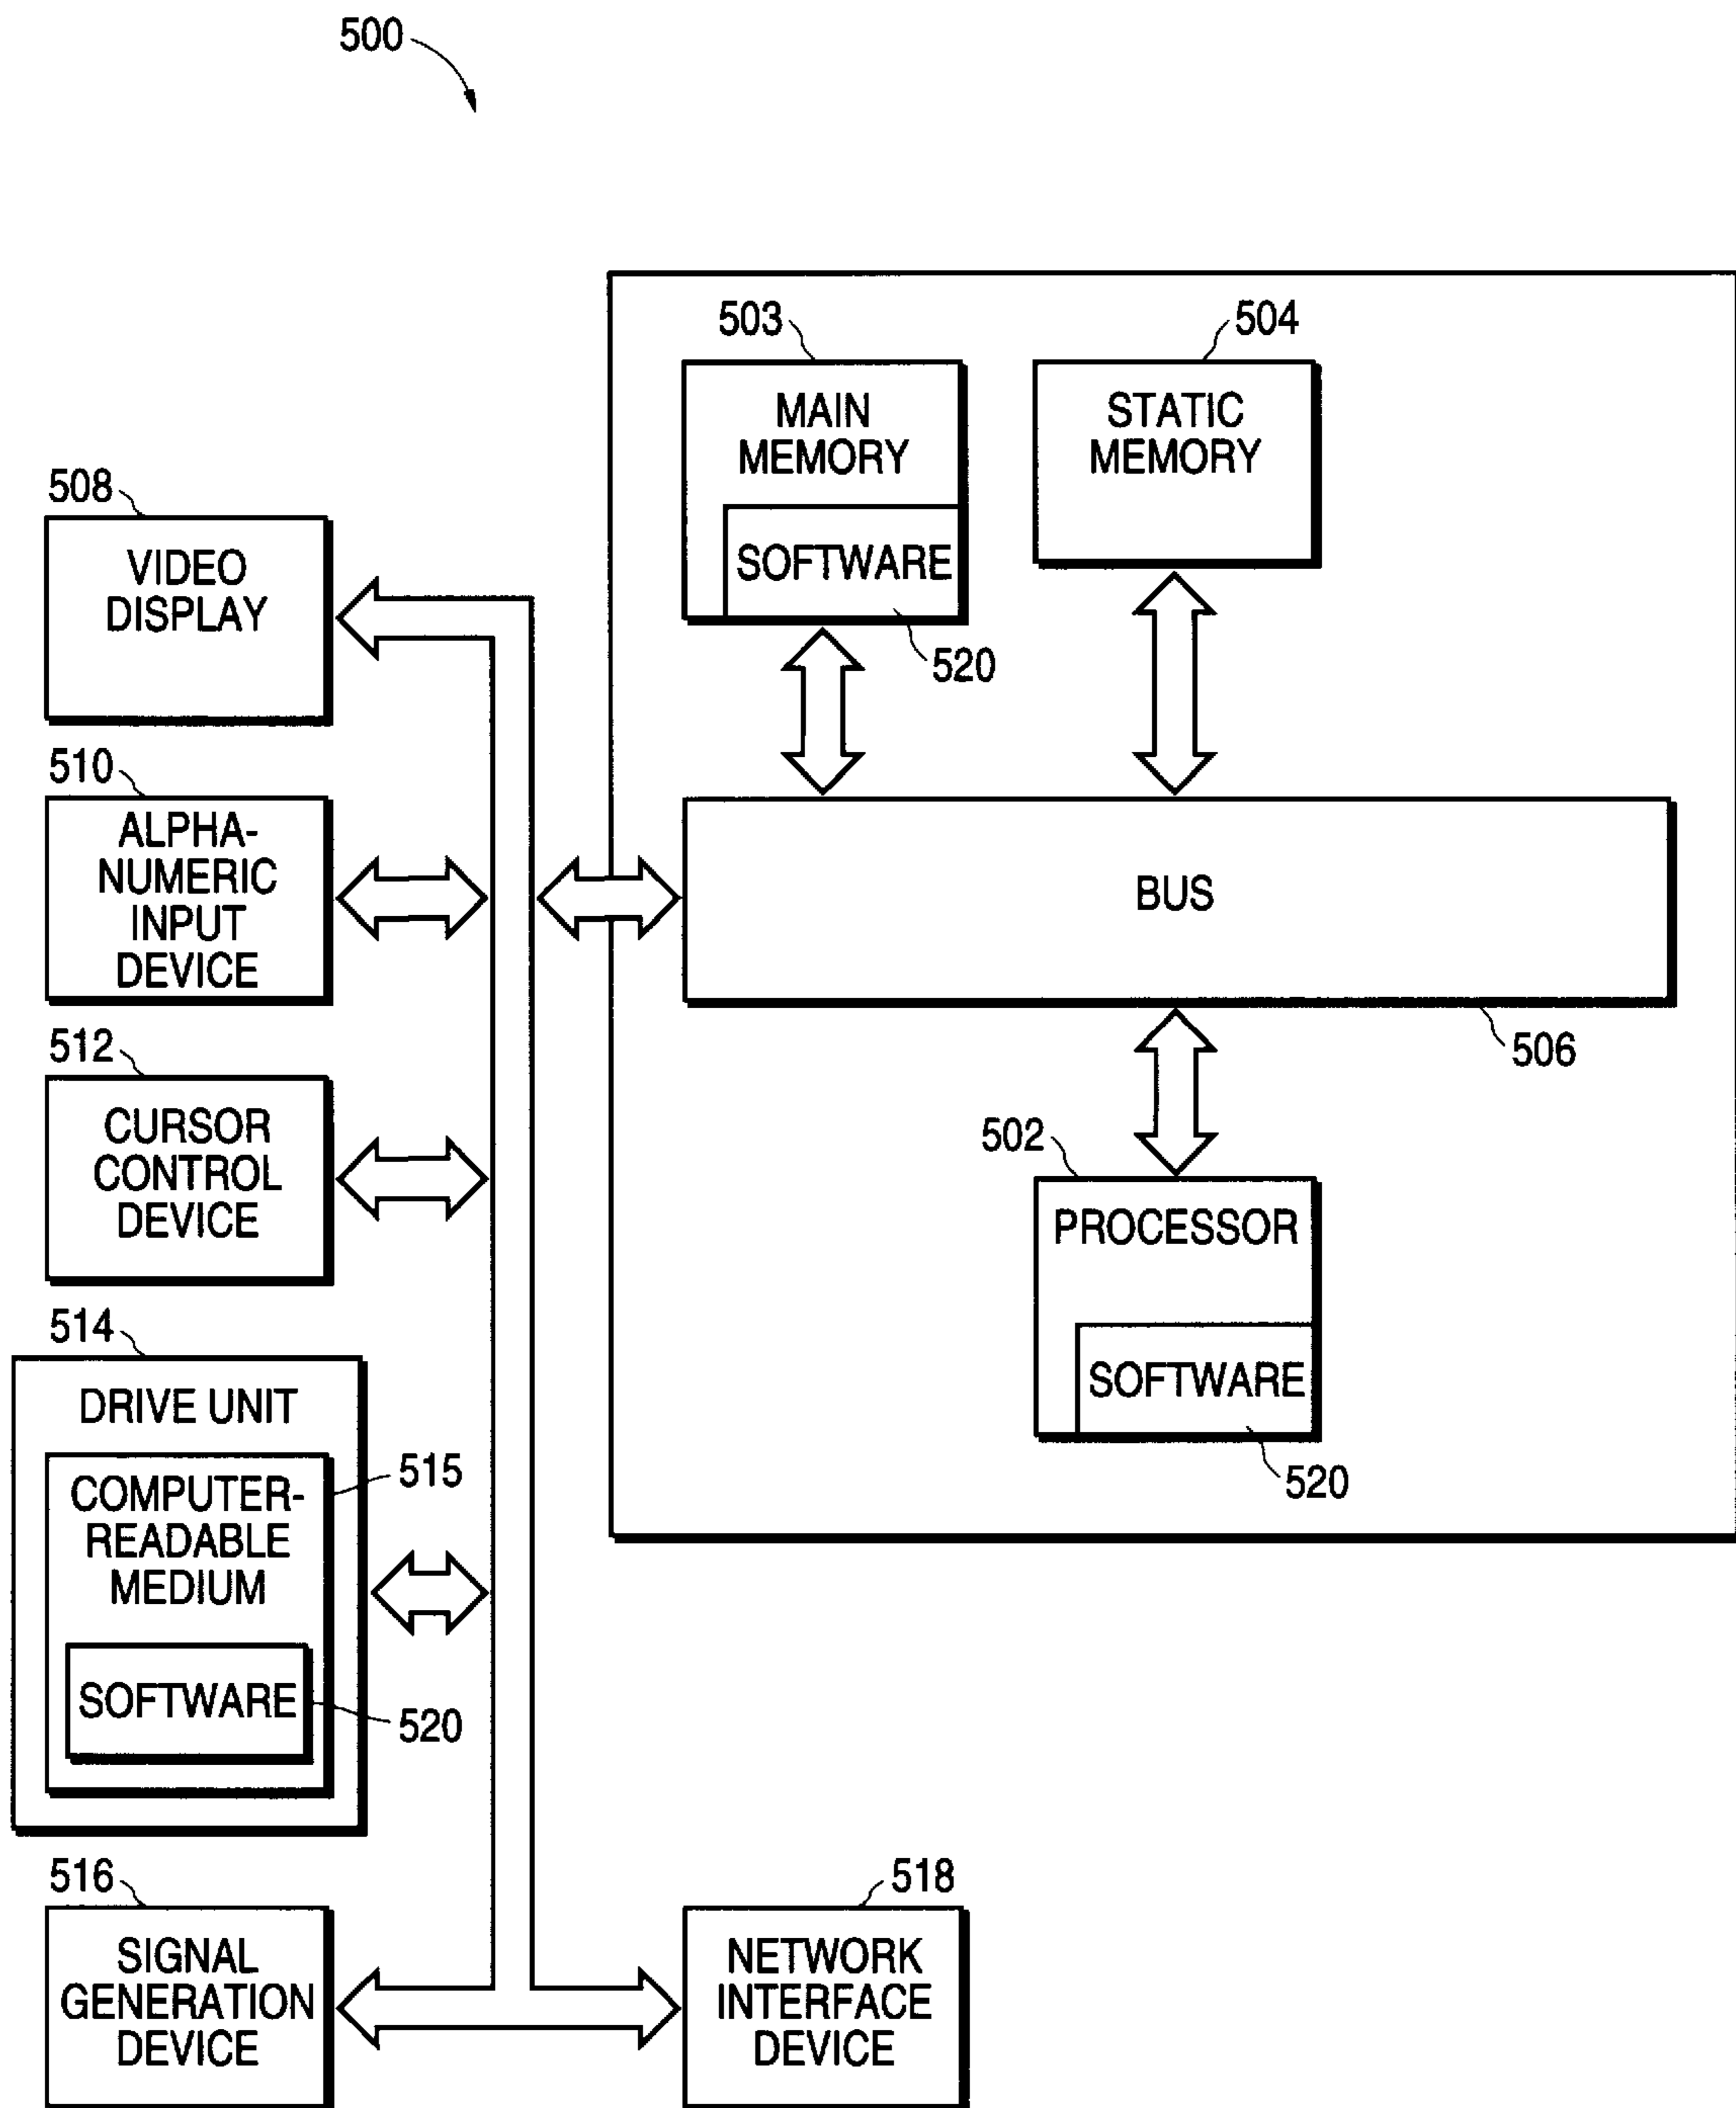 500
503
MAIN
MEMORY
SOFTWARE
520
504
STATIC
MEMORY
508
VIDEO
DISPLAY
510
ALPHA-
NUMERIC
INPUT
DEVICE
BUS
506
512
CURSOR
CONTROL
DEVICE
502
PROCESSOR
SOFTWARE
520
514
DRIVE UNIT
515
COMPUTER-
READABLE
MEDIUM
SOFTWARE
520
516
SIGNAL
GENERATION
DEVICE
518
NETWORK
INTERFACE
DEVICE